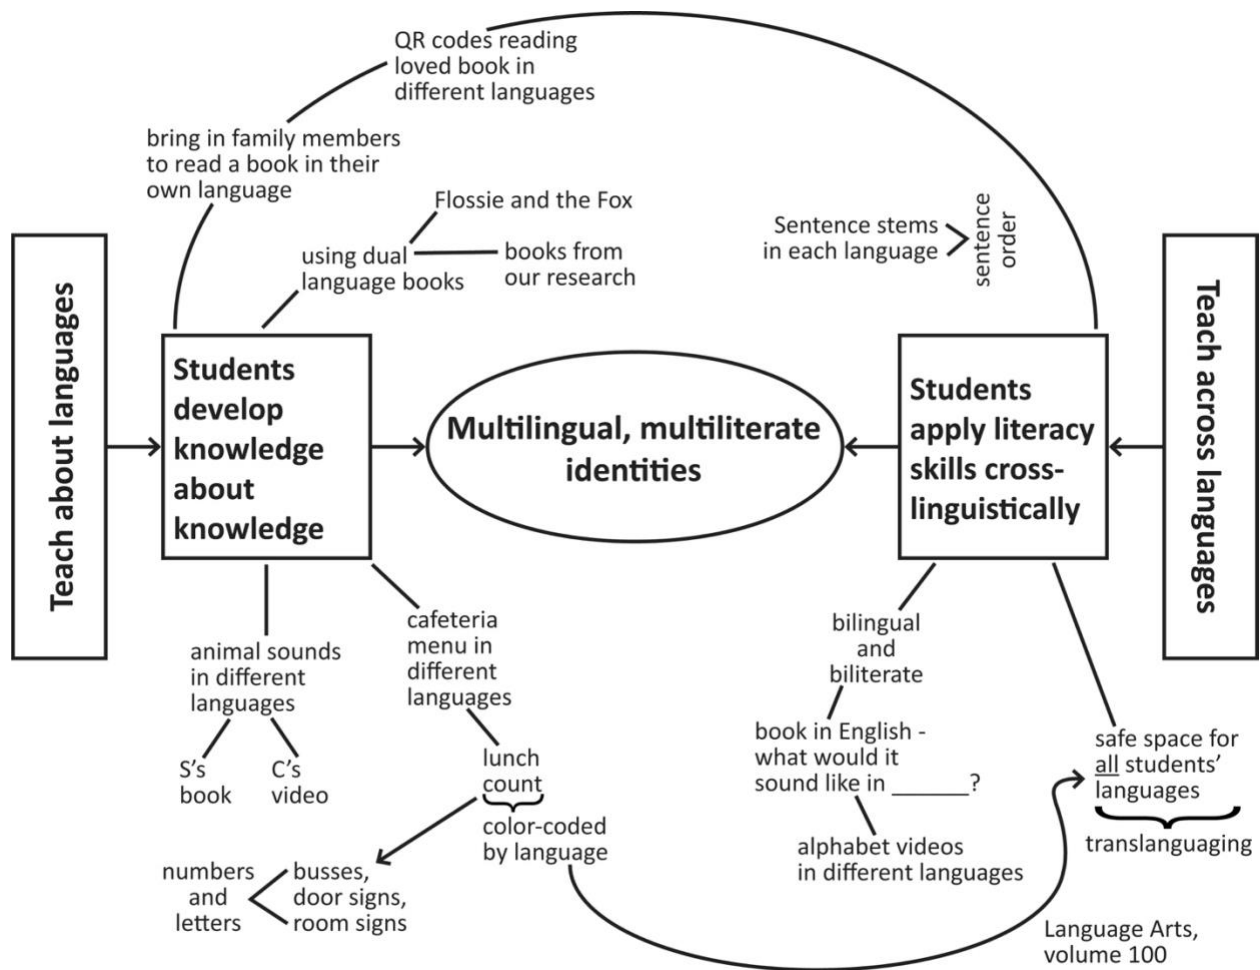 QR codes reading
loved book in
different languages
bring in family members
to read a book in their
own language
Flossie and the Fox
using dual
language books
books from
our research
Sentence stems
in each language
sentence
order
Teach about languages
Students
develop
knowledge
about
knowledge
Multilingual, multiliterate
identities
Students
apply literacy
skills cross-
linguistically
Teach across languages
animal sounds
in different
languages
S’s
book
C’s
video
cafeteria
menu in
different
languages
lunch
count
color-coded
by language
numbers
and
letters
busses,
door signs,
room signs
bilingual
and
biliterate
book in English -
what would it
sound like in ______?
alphabet videos
in different languages
safe space for
all students’
languages
translanguaging
Language Arts,
volume 100